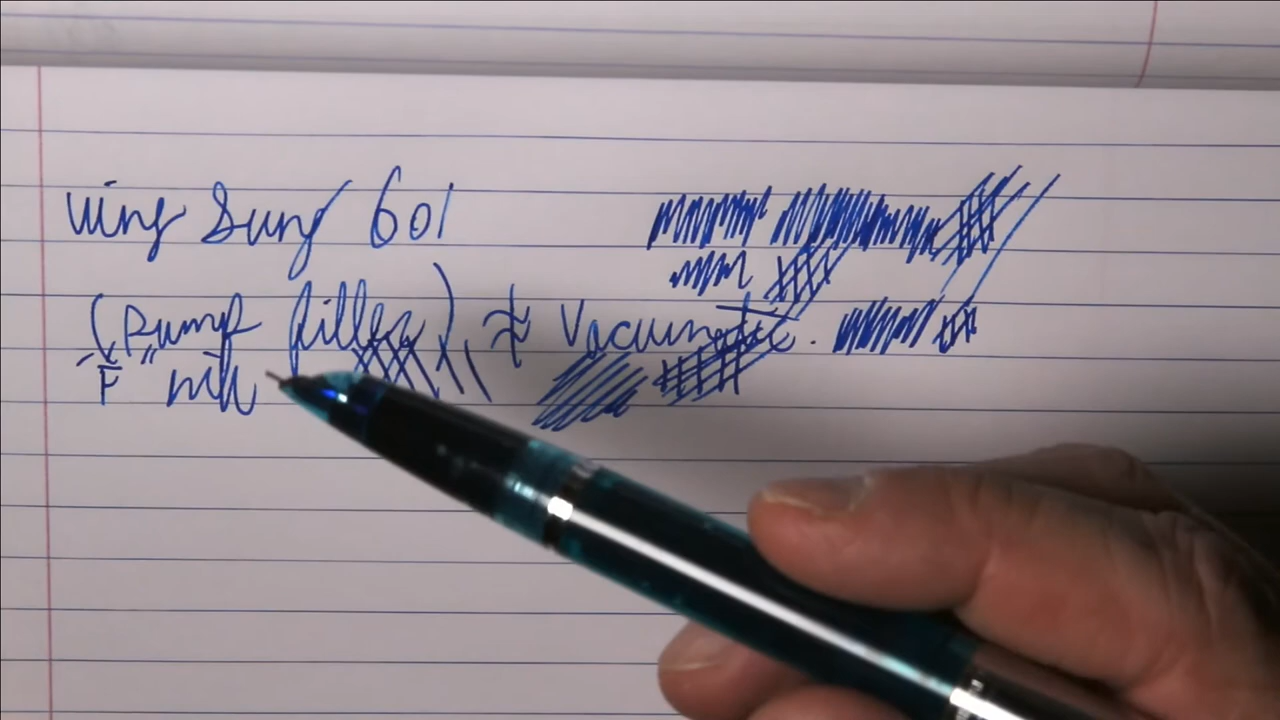 Wing Sung 601
(Pump filler) ≈ Vacumatic.
"F" nib